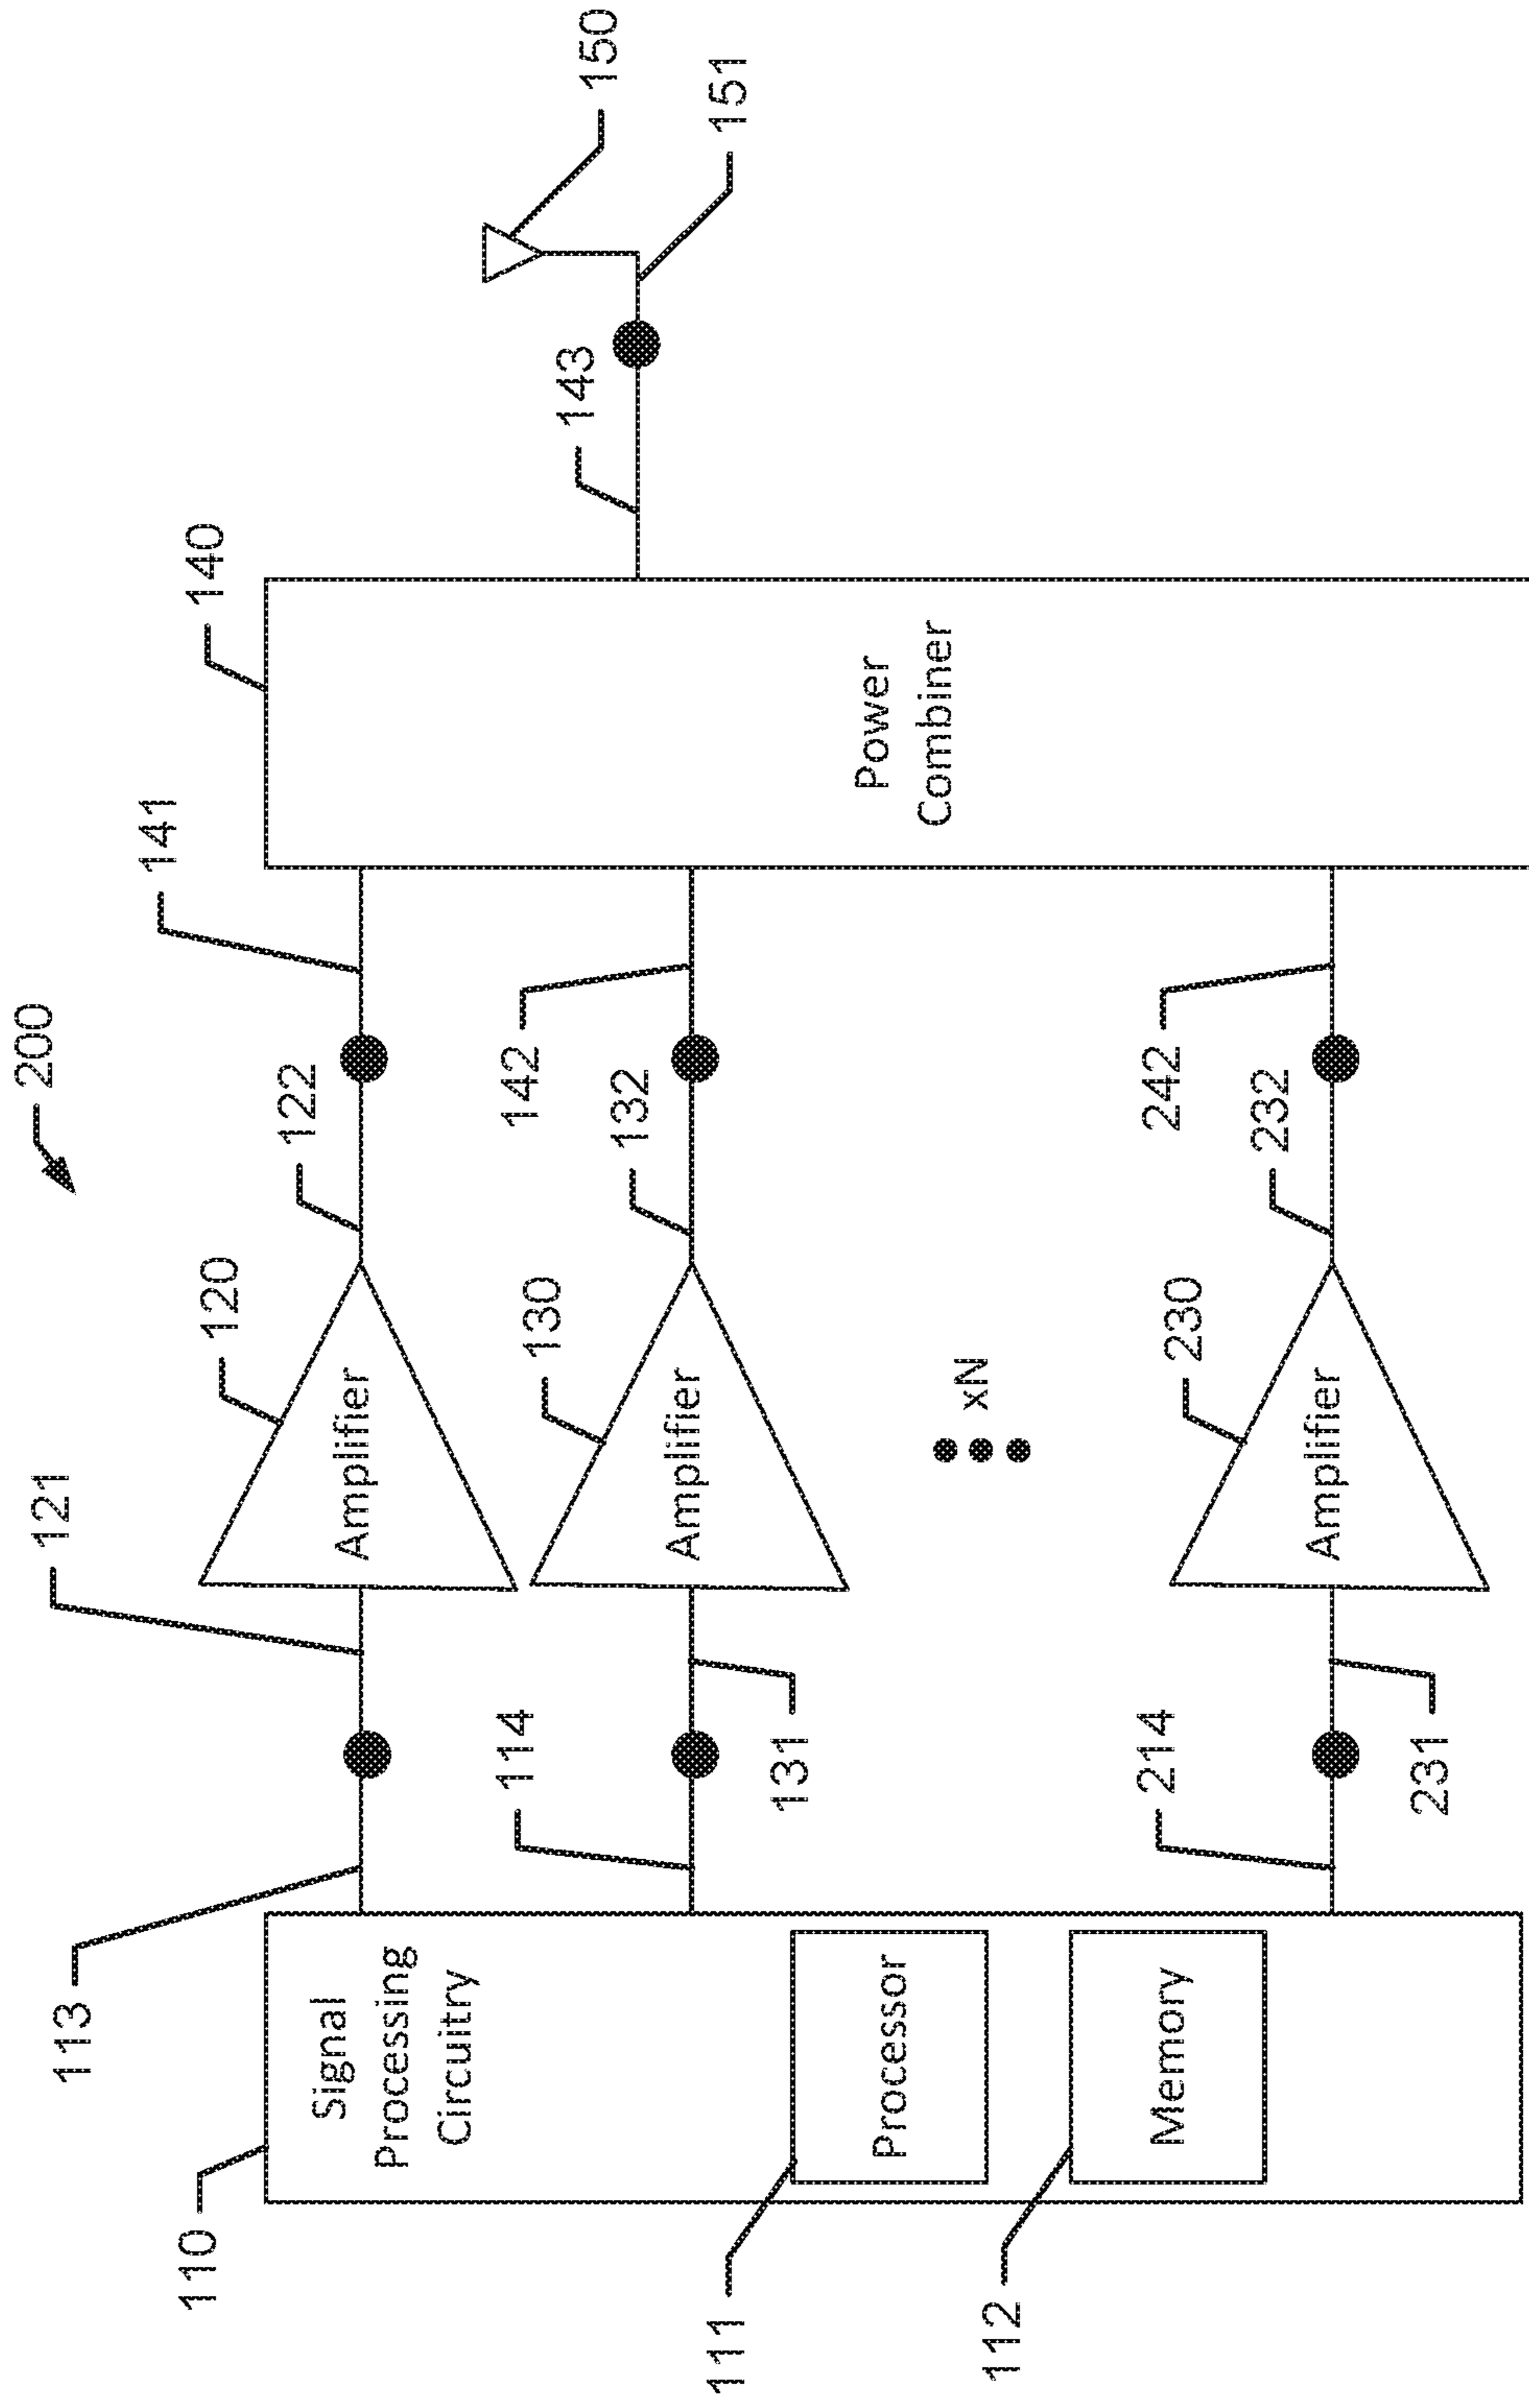 200
110
Signal
Processing
Circuitry
111
Processor
112
Memory
113
121
120
Amplifier
122
141
140
114
131
130
Amplifier
132
142
xN
214
231
230
Amplifier
232
242
Power
Combiner
143
150
151